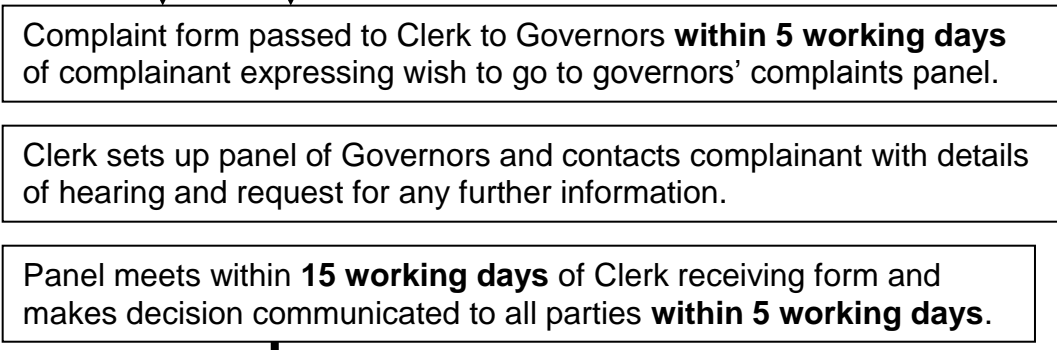 Complaint form passed to Clerk to Governors within 5 working days
of complainant expressing wish to go to governors’ complaints panel.
Clerk sets up panel of Governors and contacts complainant with details
of hearing and request for any further information.
Panel meets within 15 working days of Clerk receiving form and
makes decision communicated to all parties within 5 working days.